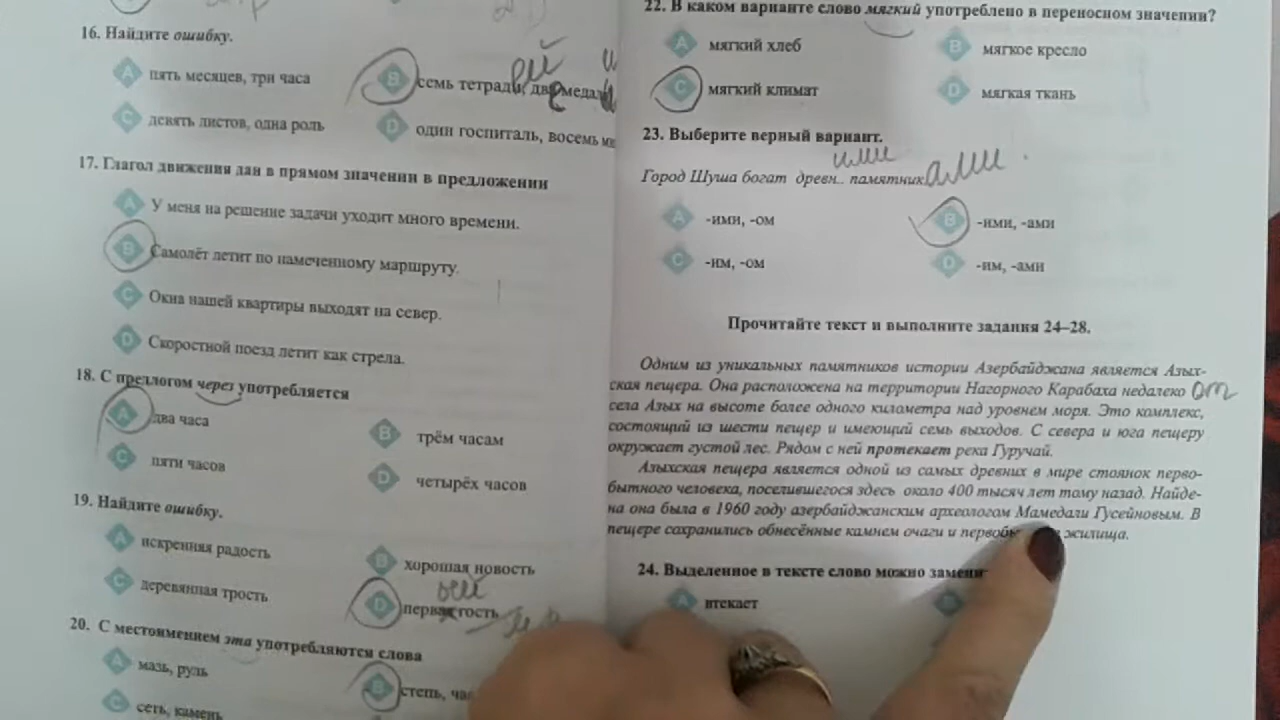 16. Найдите ошибку.
A пять месяцев, три часа
B семь тетрадь, две медали
C девять листов, одна роль
D один госпиталь, восемь
17. Глагол движения дан в прямом значении в предложении
A У меня на решение задачи уходит много времени.
B Самолёт летит по намеченному маршруту.
C Окна нашей квартиры выходят на север.
D Скоростной поезд летит как стрела.
18. С предлогом через употребляется
A два часа
B трём часам
C пяти часов
D четырёх часов
19. Найдите ошибку.
A искренняя радость
B хорошая новость
C деревянная трость
D первая гость
ый
20. С местоимением эта употребляются слова
A мазь, руль
B степь,
C сеть, камень
22. В каком варианте слово мягкий употреблено в переносном значении?
A мягкий хлеб
B мягкое кресло
C мягкий климат
D мягкая ткань
23. Выберите верный вариант.
ими
Город Шуша богат древн.. памятник ами.
A -ими, -ом
B -ими, -ами
C -им, -ом
D -им, -ами
Прочитайте текст и выполните задания 24–28.
Одним из уникальных памятников истории Азербайджана является Азых-
ская пещера. Она расположена на территории Нагорного Карабаха недалеко от
села Азых на высоте более одного километра над уровнем моря. Это комплекс,
состоящий из шести пещер и имеющий семь выходов. С севера и юга пещеру
окружает густой лес. Рядом с ней протекает река Гуручай.
Азыхская пещера является одной из самых древних в мире стоянок перво-
бытного человека, поселившегося здесь около 400 тысяч лет тому назад. Найде-
на она была в 1960 году азербайджанским археологом Мамедали Гусейновым. В
пещере сохранились обнесённые камнем очаги и жилища.
24. Выделенное в тексте слово можно
A втекает